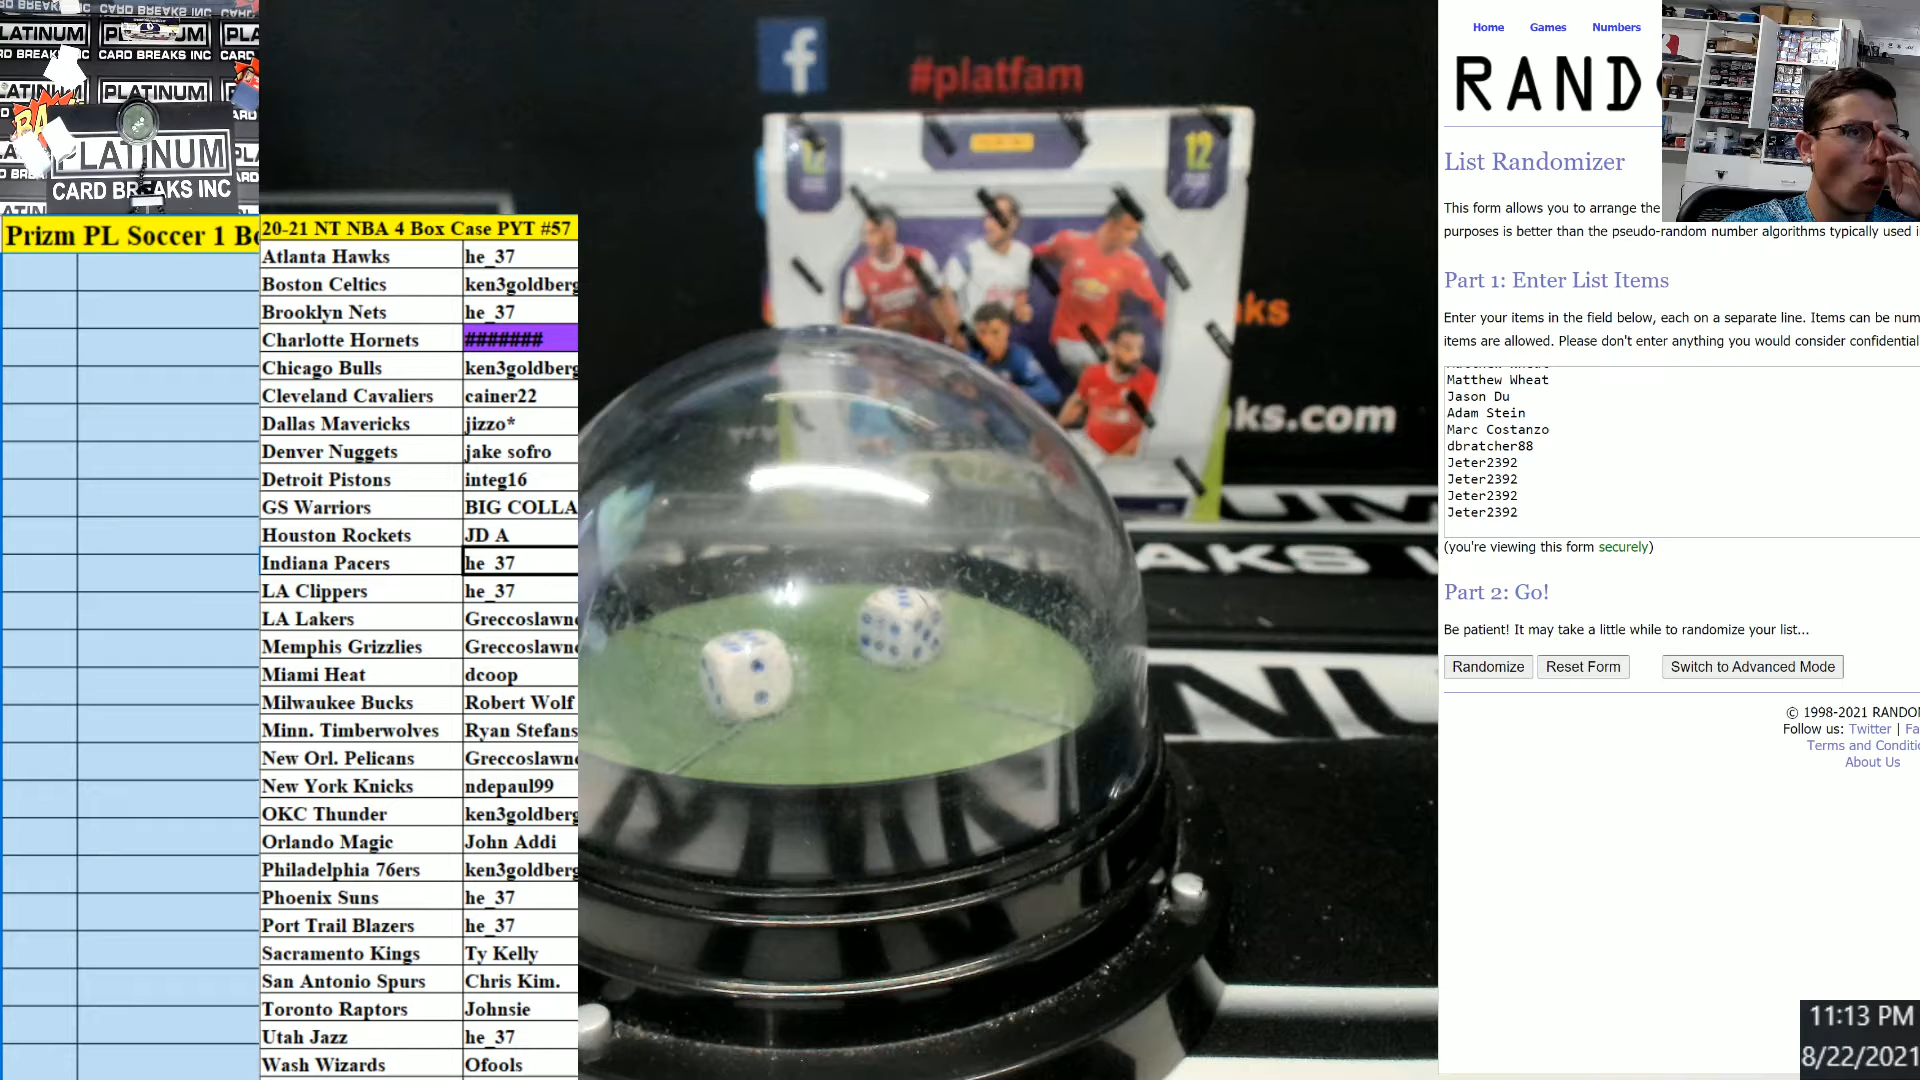 LATINUM
PLATINUM
CARD BREAKS INC
PLATINUM
PLATINUM
CARD BREAKS INC
Prizm PL Soccer 1 Bo
20-21 NT NBA 4 Box Case PYT #57
Atlanta Hawks he_37
Boston Celtics ken3goldberg
Brooklyn Nets he_37
Charlotte Hornets #######
Chicago Bulls ken3goldberg
Cleveland Cavaliers cainer22
Dallas Mavericks jizzo*
Denver Nuggets jake sofro
Detroit Pistons integ16
GS Warriors BIG COLLA
Houston Rockets JD A
Indiana Pacers he_37
LA Clippers he_37
LA Lakers Greccoslawn
Memphis Grizzlies Greccoslawn
Miami Heat dcoop
Milwaukee Bucks Robert Wolf
Minn. Timberwolves Ryan Stefans
New Orl. Pelicans Greccoslawn
New York Knicks ndepaul99
OKC Thunder ken3goldberg
Orlando Magic John Addi
Philadelphia 76ers ken3goldberg
Phoenix Suns he_37
Port Trail Blazers he_37
Sacramento Kings Ty Kelly
San Antonio Spurs Chris Kim.
Toronto Raptors Johnsie
Utah Jazz he_37
Wash Wizards Ofools
f
#platfam
12
12
aks
ks.com
AKS
Home Games Numbers
RAND
List Randomizer
This form allows you to arrange the
purposes is better than the pseudo-random number algorithms typically used i
Part 1: Enter List Items
Enter your items in the field below, each on a separate line. Items can be num
items are allowed. Please don't enter anything you would consider confidential
Matthew Wheat
Jason Du
Adam Stein
Marc Costanzo
dbratcher88
Jeter2392
Jeter2392
Jeter2392
Jeter2392
(you're viewing this form securely)
Part 2: Go!
Be patient! It may take a little while to randomize your list...
Randomize Reset Form Switch to Advanced Mode
© 1998-2021 RANDO
Follow us: Twitter | Fa
Terms and Conditi
About Us
11:13 PM
8/22/2021